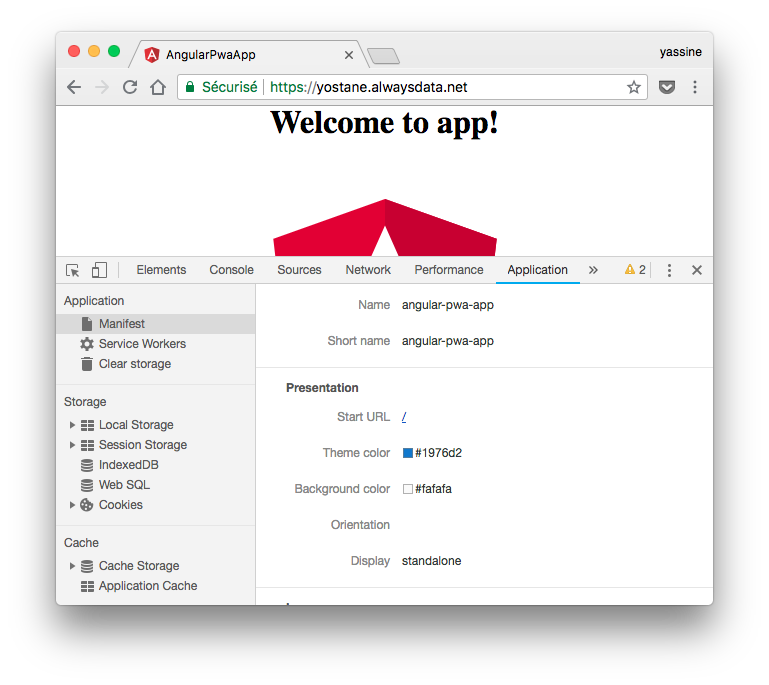 AngularPwaApp
yassine
Sécurisé https://yostane.alwaysdata.net
Welcome to app!
Elements Console Sources Network Performance Application » 2
Application
Manifest
Service Workers
Clear storage
Storage
Local Storage
Session Storage
IndexedDB
Web SQL
Cookies
Cache
Cache Storage
Application Cache
Name angular-pwa-app
Short name angular-pwa-app
Presentation
Start URL /
Theme color #1976d2
Background color #fafafa
Orientation
Display standalone